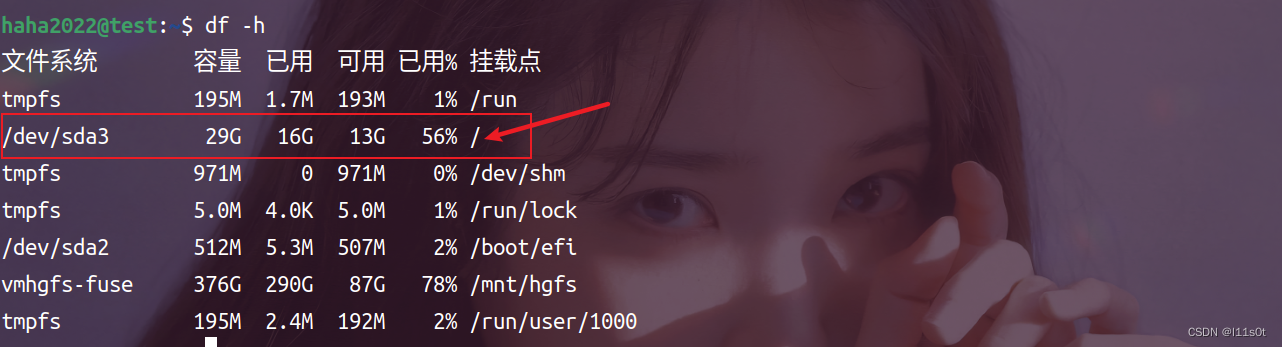 haha2022@test:~$ df -h
文件系统 容量 已用 可用 已用% 挂载点
tmpfs 195M 1.7M 193M 1% /run
/dev/sda3 29G 16G 13G 56% /
tmpfs 971M 0 971M 0% /dev/shm
tmpfs 5.0M 4.0K 5.0M 1% /run/lock
/dev/sda2 512M 5.3M 507M 2% /boot/efi
vmhgfs-fuse 376G 290G 87G 78% /mnt/hgfs
tmpfs 195M 2.4M 192M 2% /run/user/1000
CSDN @l11s0t